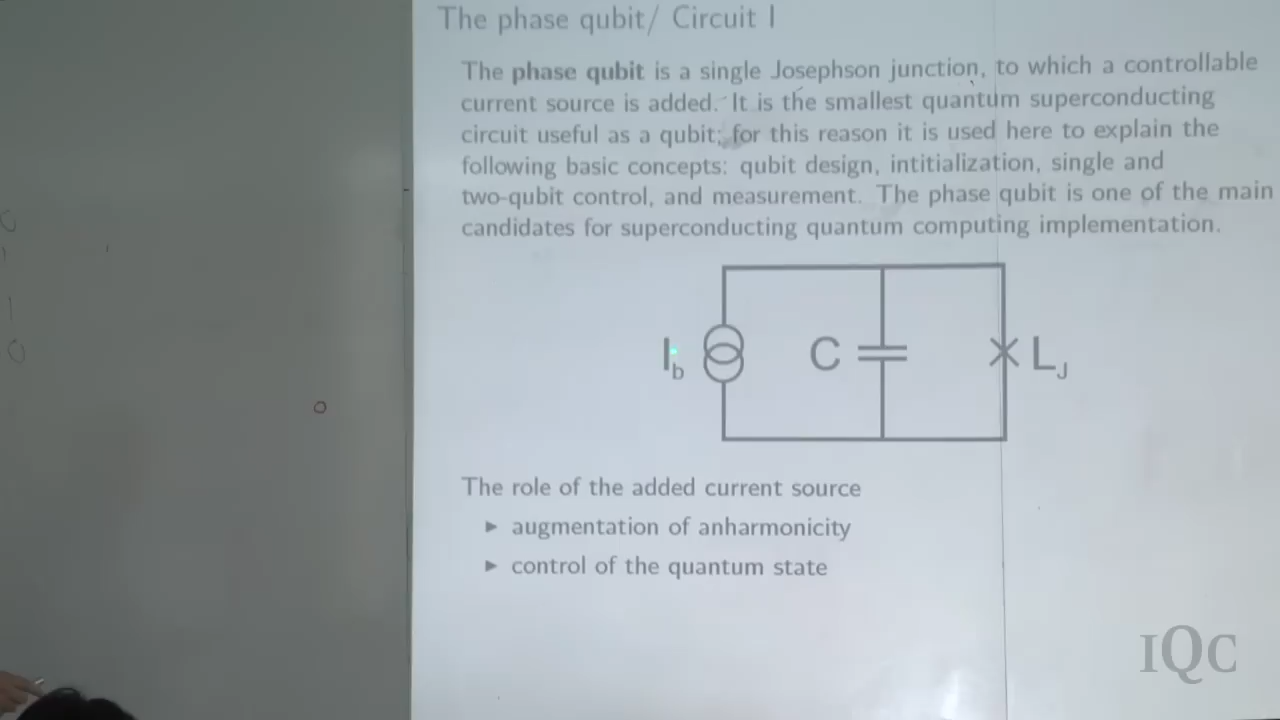 The phase qubit/ Circuit I
The phase qubit is a single Josephson junction, to which a controllable
current source is added. It is the smallest quantum superconducting
circuit useful as a qubit; for this reason it is used here to explain the
following basic concepts: qubit design, intitialization, single and
two-qubit control, and measurement. The phase qubit is one of the main
candidates for superconducting quantum computing implementation.
I_b C L_J
The role of the added current source
▶ augmentation of anharmonicity
▶ control of the quantum state
IQC